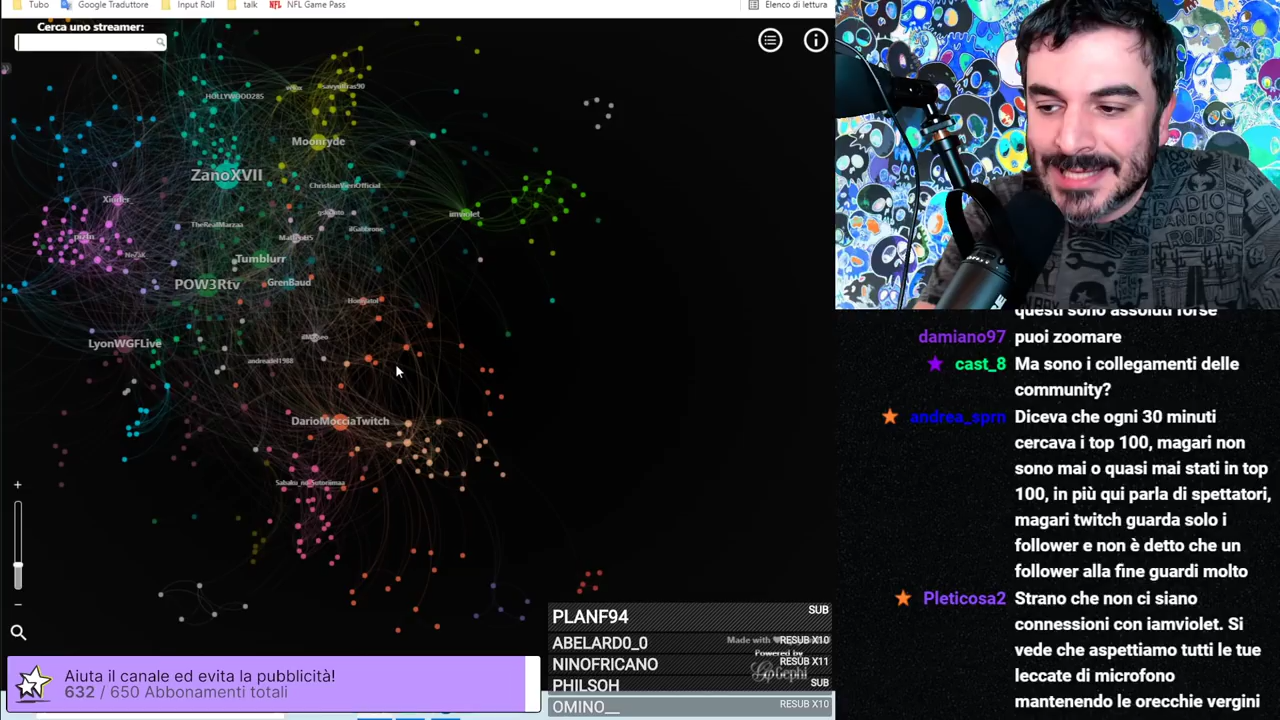 Tubo
Google Traduttore
Input Roll
talk
NFL Game Pass
Elenco di lettura
Cerca uno streamer:
HOLLYWOOD285
Moonryde
ZanoXVII
ChristianVieriOfficial
Xiuder
imviolet
TheRealMarzaa
ilGabbrone
Tumblurr
POW3Rtv
GrenBaud
LyonWGFLive
andreadel1988
DarioMocciaTwitch
+
−
PLANF94 SUB
ABELARD0_0 RESUB X10
NINOFRICANO RESUB X11
PHILSOH SUB
OMINO__ RESUB X10
Made with
Powered by
Gephi
Aiuta il canale ed evita la pubblicità!
632 / 650 Abbonamenti totali
questi sono assoluti forse
damiano97 puoi zoomare
cast_8 Ma sono i collegamenti delle
community?
andrea_sprn Diceva che ogni 30 minuti
cercava i top 100, magari non
sono mai o quasi mai stati in top
100, in più qui parla di spettatori,
magari twitch guarda solo i
follower e non è detto che un
follower alla fine guardi molto
Pleticosa2 Strano che non ci siano
connessioni con iamviolet. Si
vede che aspettiamo tutti le tue
leccate di microfono
mantenendo le orecchie vergini